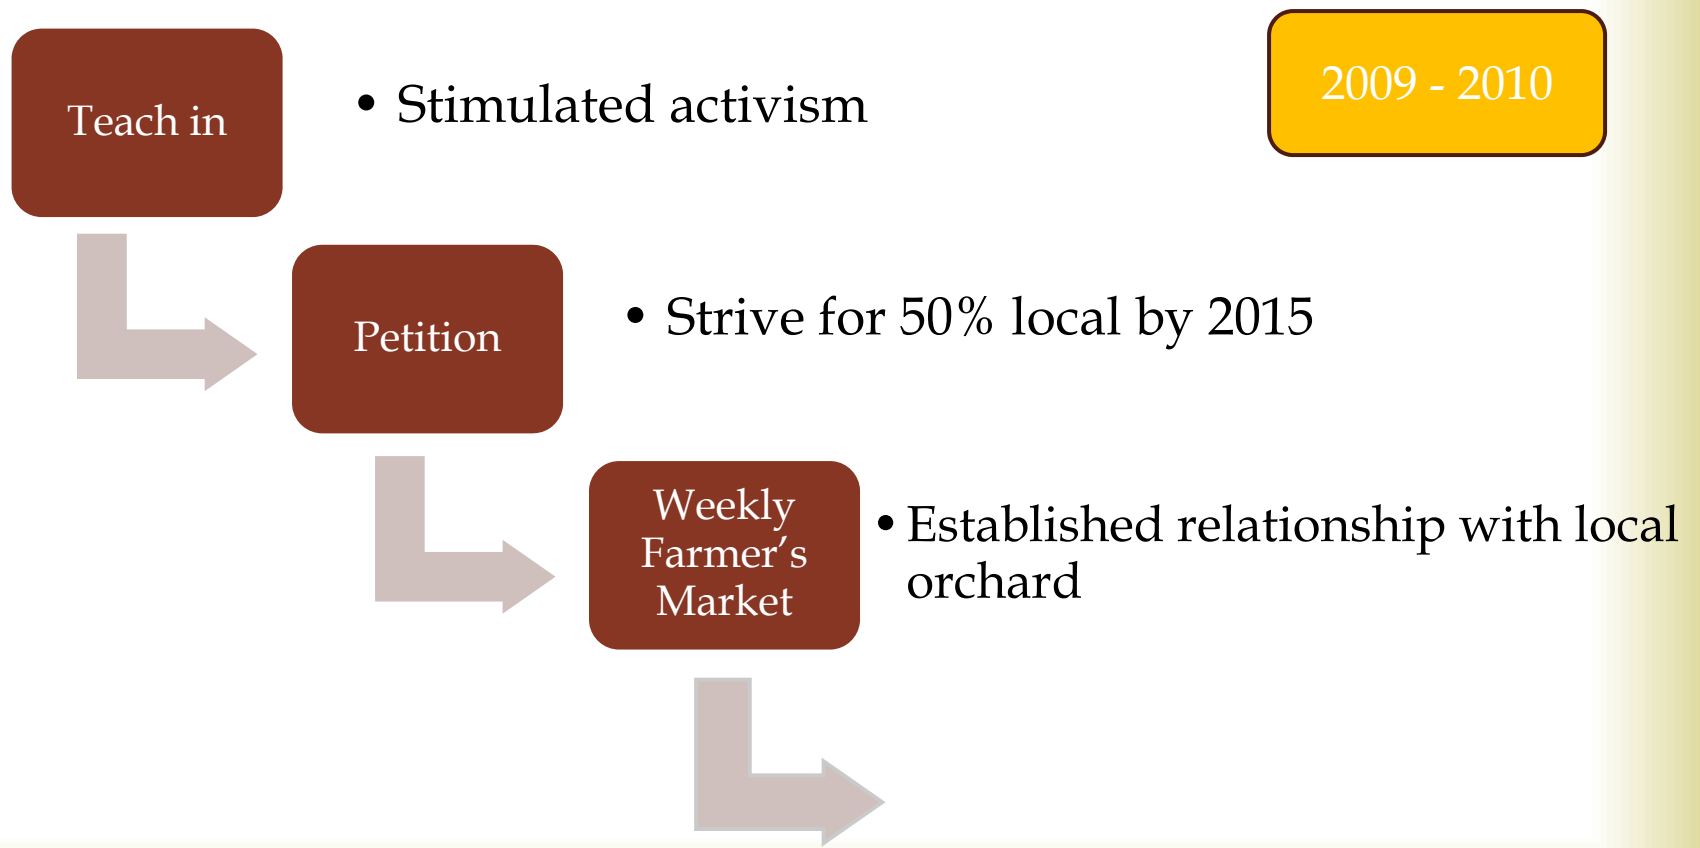 Teach in
• Stimulated activism
2009 - 2010
Petition
• Strive for 50% local by 2015
Weekly
Farmer’s
Market
• Established relationship with local
orchard